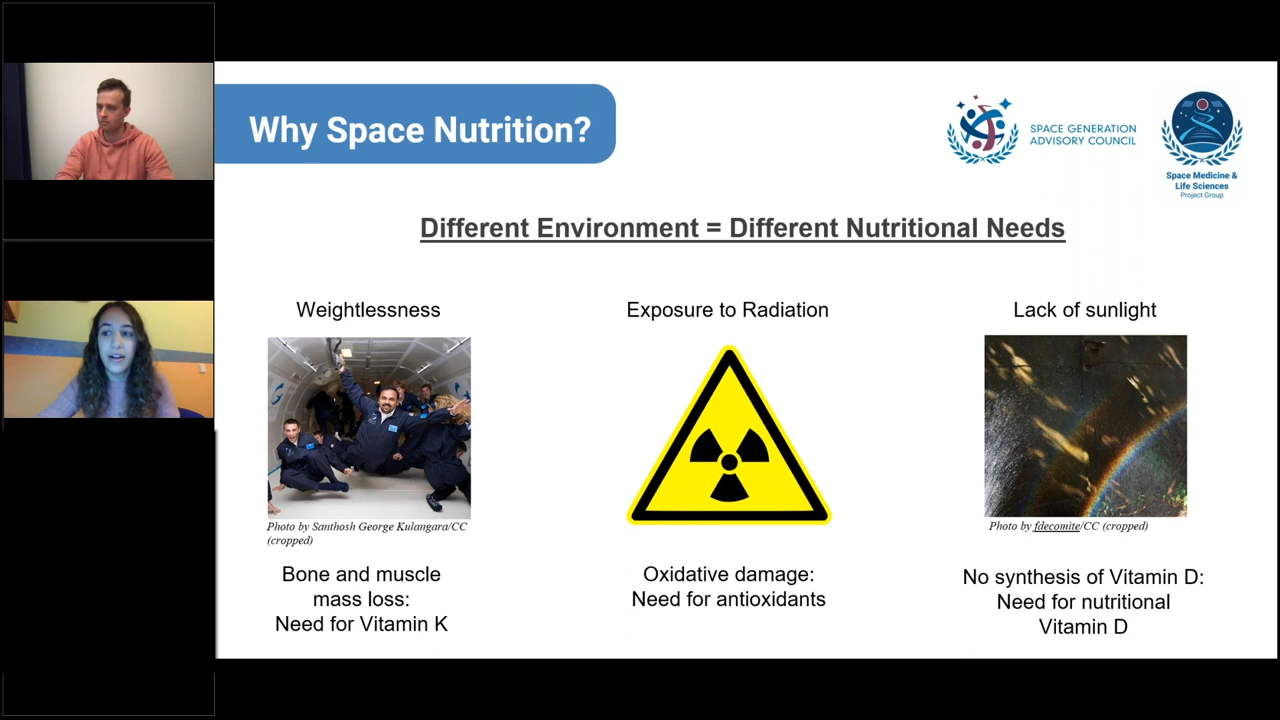 Why Space Nutrition?
SPACE GENERATION
ADVISORY COUNCIL
Space Medicine &
Life Sciences
Project Group
Different Environment = Different Nutritional Needs
Weightlessness
Exposure to Radiation
Lack of sunlight
Photo by Santhosh George Kulangara/CC
(cropped)
Photo by fdecomite/CC (cropped)
Bone and muscle
mass loss:
Need for Vitamin K
Oxidative damage:
Need for antioxidants
No synthesis of Vitamin D:
Need for nutritional
Vitamin D